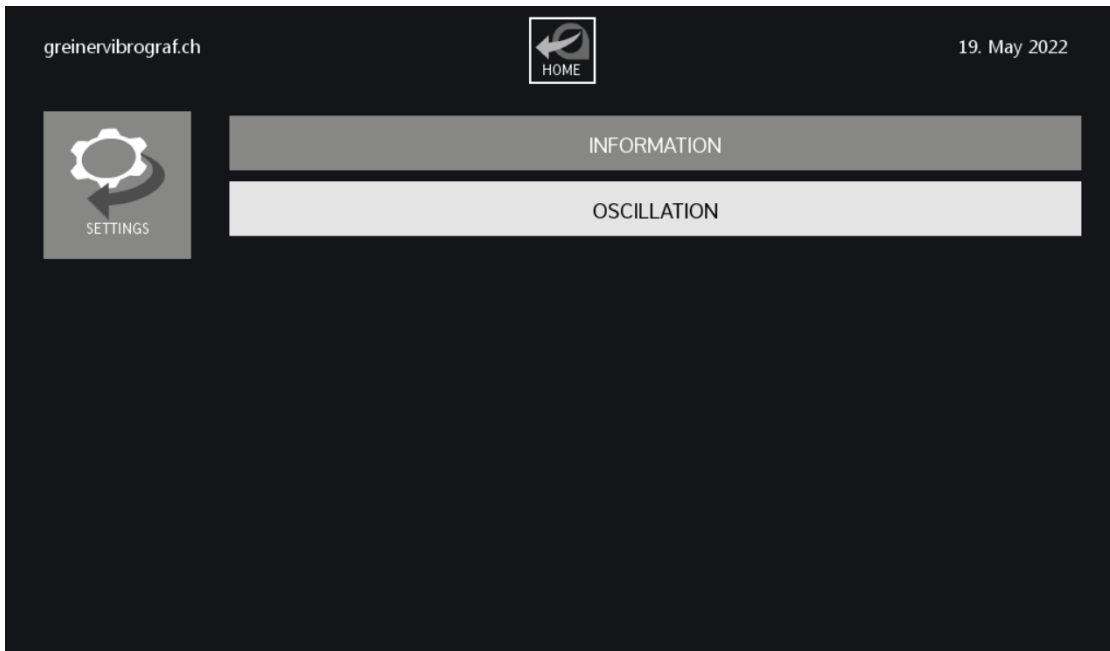 greinervibrograf.ch
HOME
19. May 2022
SETTINGS
INFORMATION
OSCILLATION